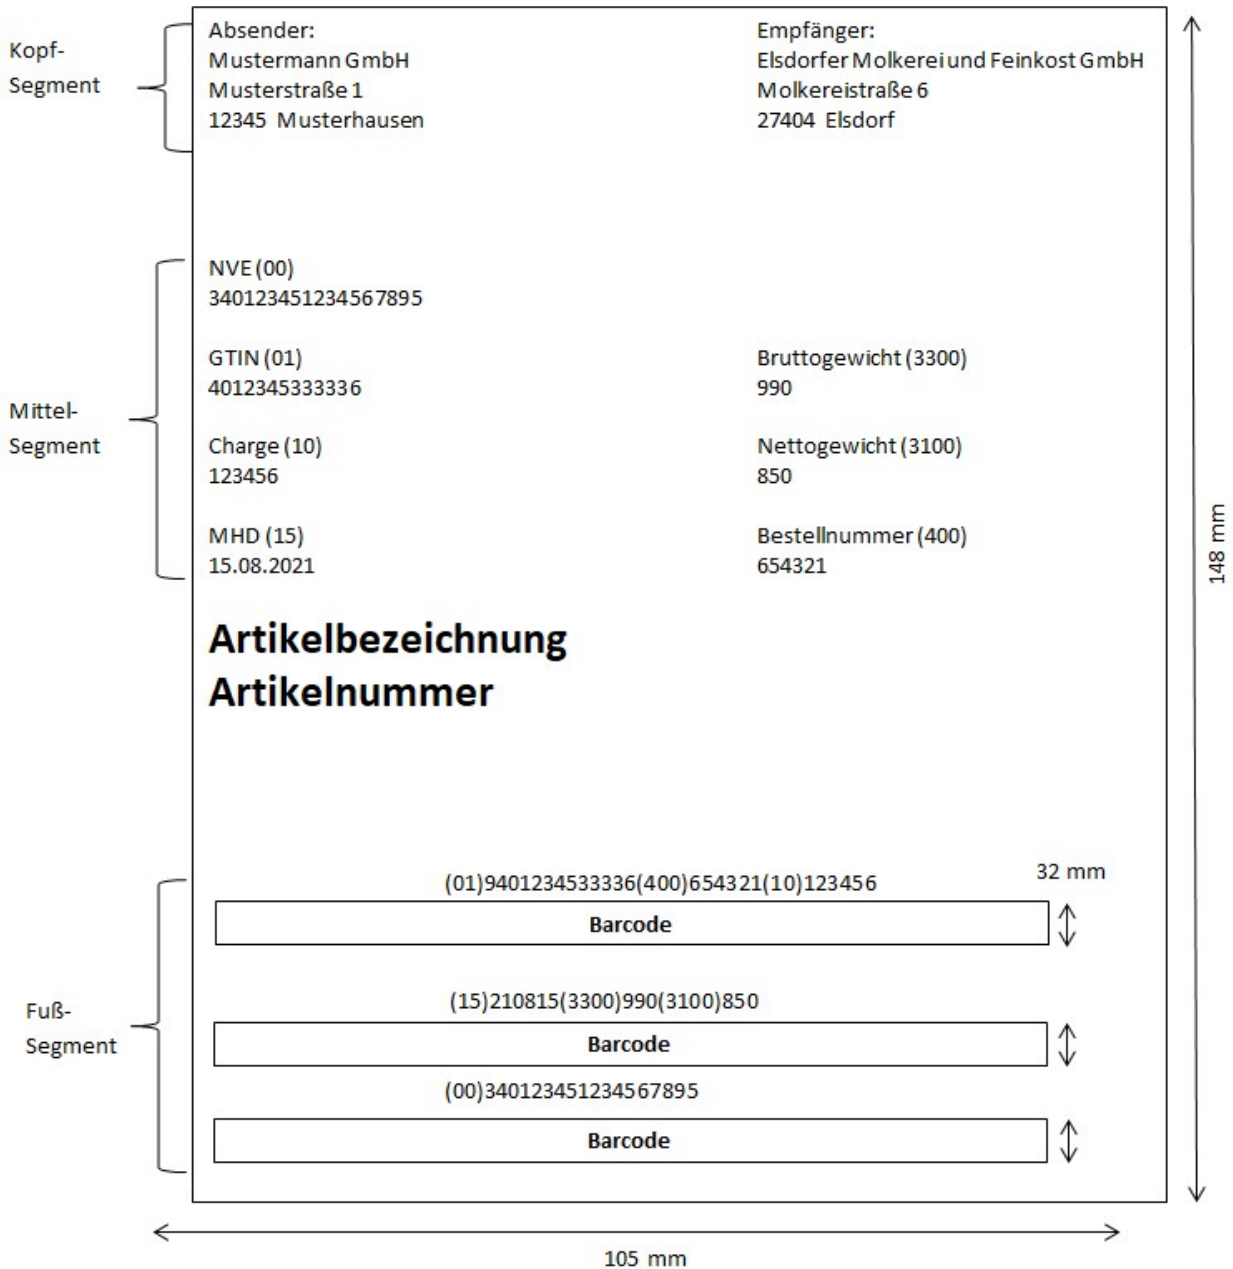 Kopf-
Segment
Absender:
Mustermann GmbH
Musterstraße 1
12345 Musterhausen
Empfänger:
Elsdorfer Molkerei und Feinkost GmbH
Molkereistraße 6
27404 Elsdorf
Mittel-
Segment
NVE (00)
340123451234567895
GTIN (01)
4012345333336
Bruttogewicht (3300)
990
Charge (10)
123456
Nettogewicht (3100)
850
MHD (15)
15.08.2021
Bestellnummer (400)
654321
148 mm
Artikelbezeichnung
Artikelnummer
Fuß-
Segment
(01)9401234533336(400)654321(10)123456
32 mm
Barcode
(15)210815(3300)990(3100)850
Barcode
(00)340123451234567895
Barcode
105 mm